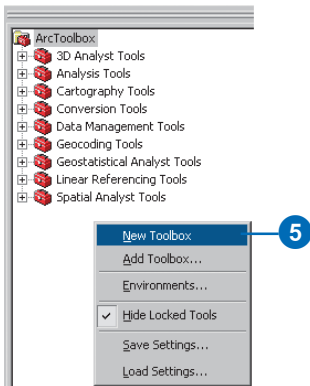 ArcToolbox
3D Analyst Tools
Analysis Tools
Cartography Tools
Conversion Tools
Data Management Tools
Geocoding Tools
Geostatistical Analyst Tools
Linear Referencing Tools
Spatial Analyst Tools
New Toolbox
5
Add Toolbox...
Environments...
Hide Locked Tools
Save Settings...
Load Settings...